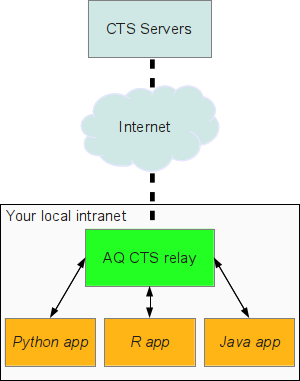 CTS Servers
Internet
Your local intranet
AQ CTS relay
Python app
R app
Java app